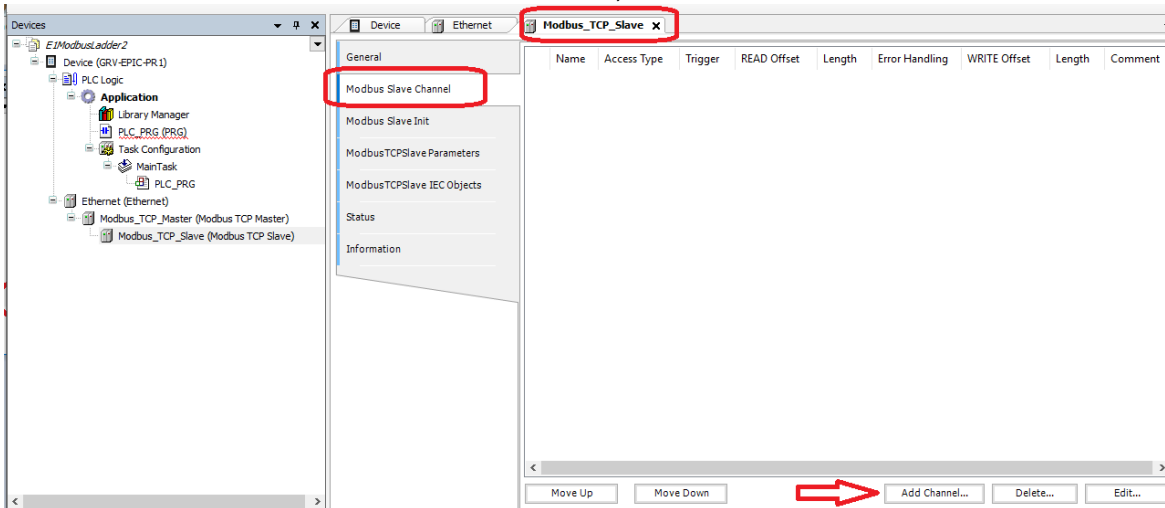 Devices
E1ModbusLadder2
Device (GRV-EPIC-PR1)
PLC Logic
Application
Library Manager
PLC_PRG (PRG)
Task Configuration
MainTask
PLC_PRG
Ethernet (Ethernet)
Modbus_TCP_Master (Modbus TCP Master)
Modbus_TCP_Slave (Modbus TCP Slave)
Device Ethernet Modbus_TCP_Slave
General
Modbus Slave Channel
Modbus Slave Init
ModbusTCPSlave Parameters
ModbusTCPSlave IEC Objects
Status
Information
Name Access Type Trigger READ Offset Length Error Handling WRITE Offset Length Comment
Move Up Move Down Add Channel... Delete... Edit...